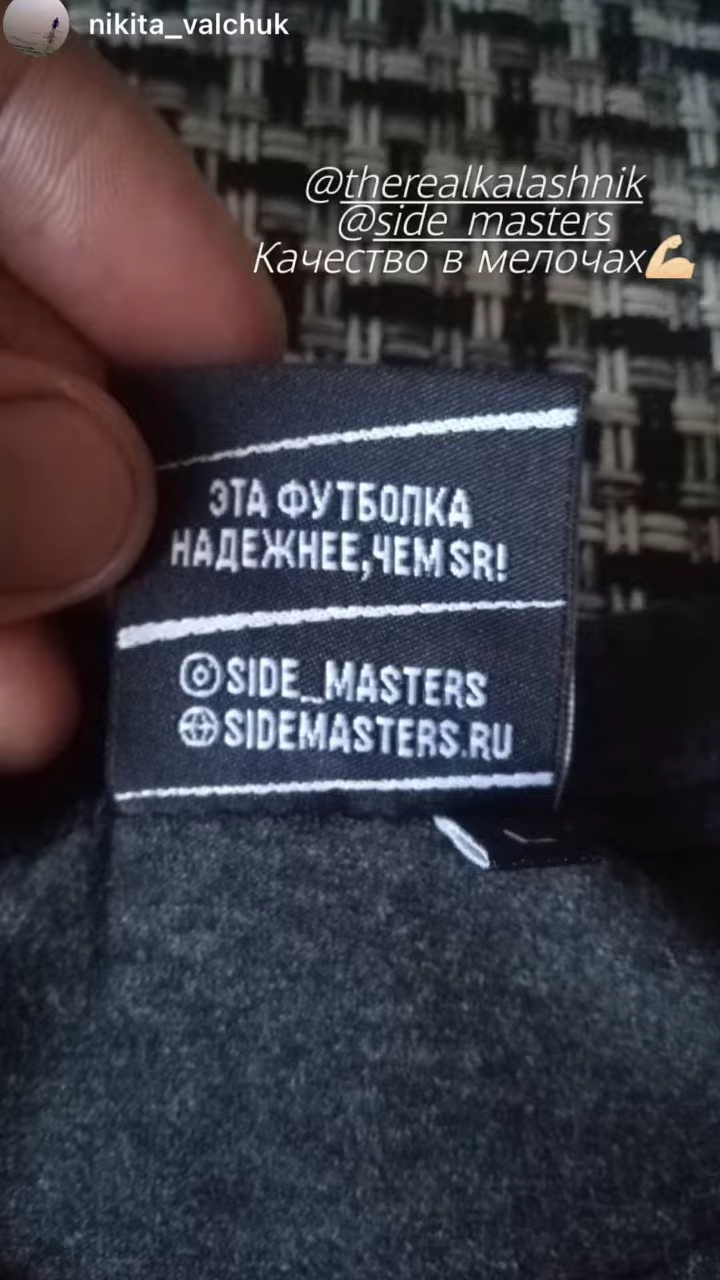 nikita_valchuk
@therealkalashnik
@side_masters
Качество в мелочах💪🏼
ЭТА ФУТБОЛКА
НАДЕЖНЕЕ,ЧЕМ SR!
SIDE_MASTERS
SIDEMASTERS.RU